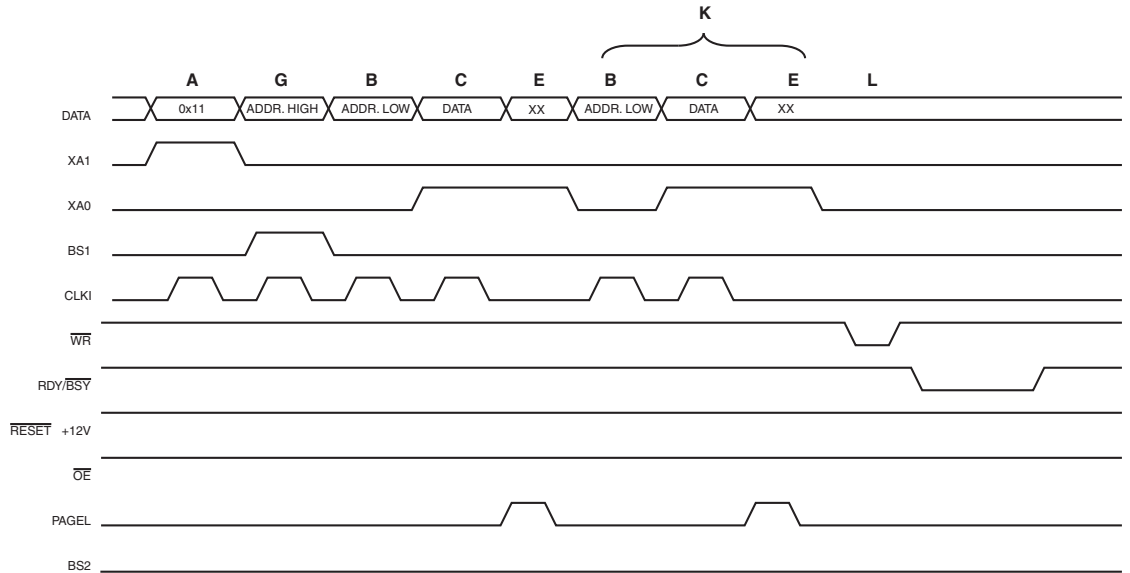 K
A G B C E B C E L
DATA 0x11 ADDR. HIGH ADDR. LOW DATA XX ADDR. LOW DATA XX
XA1
XA0
BS1
CLKI
WR
RDY/BSY
RESET +12V
OE
PAGEL
BS2